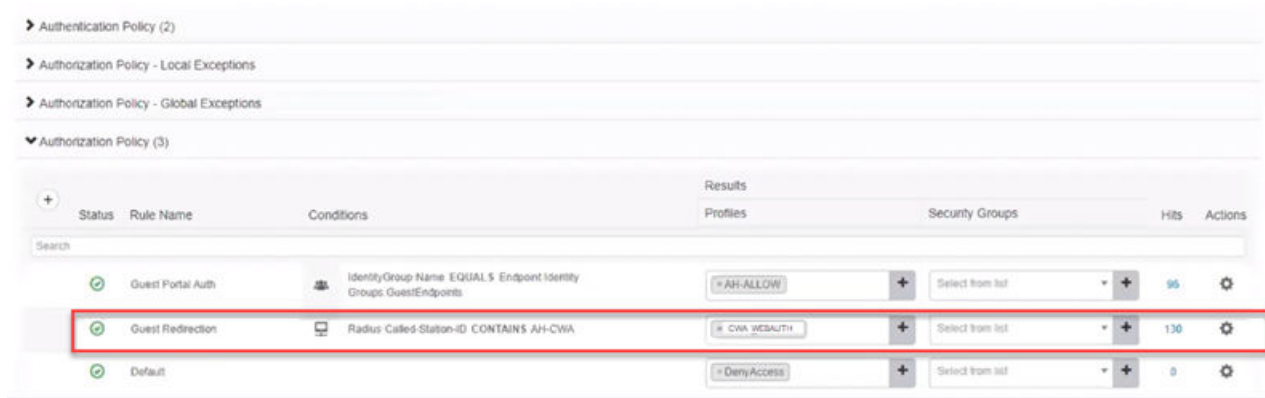 Authentication Policy (2)
Authorization Policy - Local Exceptions
Authorization Policy - Global Exceptions
Authorization Policy (3)
Results
+ Status Rule Name Conditions Profiles Security Groups Hits Actions
Search
Guest Portal Auth IdentityGroup Name EQUALS Endpoint Identity × AH-ALLOW + Select from list + 95
Groups:GuestEndpoints
Guest Redirection Radius Called-Station-ID CONTAINS AH-CWA × CWA_WEBAUTH + Select from list + 130
Default × DenyAccess + Select from list + 0